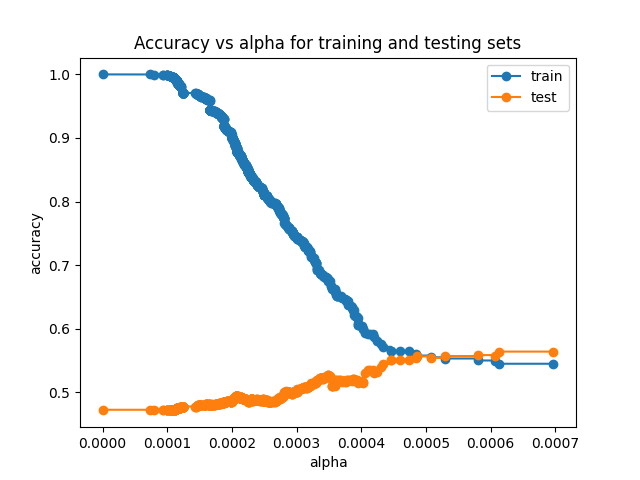 Accuracy vs alpha for training and testing sets
train
test
1.0
0.9
0.8
0.7
0.6
0.5
accuracy
0.0000 0.0001 0.0002 0.0003 0.0004 0.0005 0.0006 0.0007
alpha